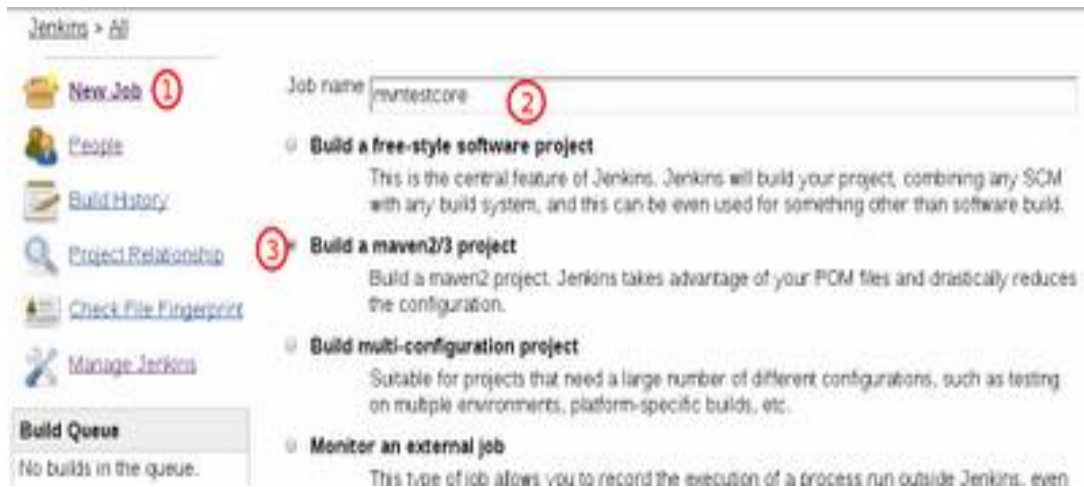 Jenkins > All
New Job 1
People
Build History
Project Relationship
Check File Fingerprint
Manage Jenkins
Build Queue
No builds in the queue.
Job name mvntestcore 2
Build a free-style software project
This is the central feature of Jenkins. Jenkins will build your project, combining any SCM
with any build system, and this can be even used for something other than software build.
3 Build a maven2/3 project
Build a maven2 project. Jenkins takes advantage of your POM files and drastically reduces
the configuration.
Build multi-configuration project
Suitable for projects that need a large number of different configurations, such as testing
on multiple environments, platform-specific builds, etc.
Monitor an external job
This type of job allows you to record the execution of a process run outside Jenkins, even